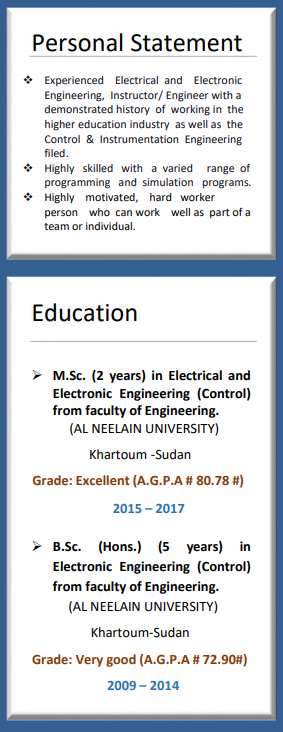 Personal Statement
❖ Experienced Electrical and Electronic
Engineering, Instructor/ Engineer with a
demonstrated history of working in the
higher education industry as well as the
Control & Instrumentation Engineering
filed.
❖ Highly skilled with a varied range of
programming and simulation programs.
❖ Highly motivated, hard worker
person who can work well as part of a
team or individual.
Education
➢ M.Sc. (2 years) in Electrical and
Electronic Engineering (Control)
from faculty of Engineering.
(AL NEELAIN UNIVERSITY)
Khartoum -Sudan
Grade: Excellent (A.G.P.A # 80.78 #)
2015 – 2017
➢ B.Sc. (Hons.) (5 years) in
Electronic Engineering (Control)
from faculty of Engineering.
(AL NEELAIN UNIVERSITY)
Khartoum-Sudan
Grade: Very good (A.G.P.A # 72.90#)
2009 – 2014